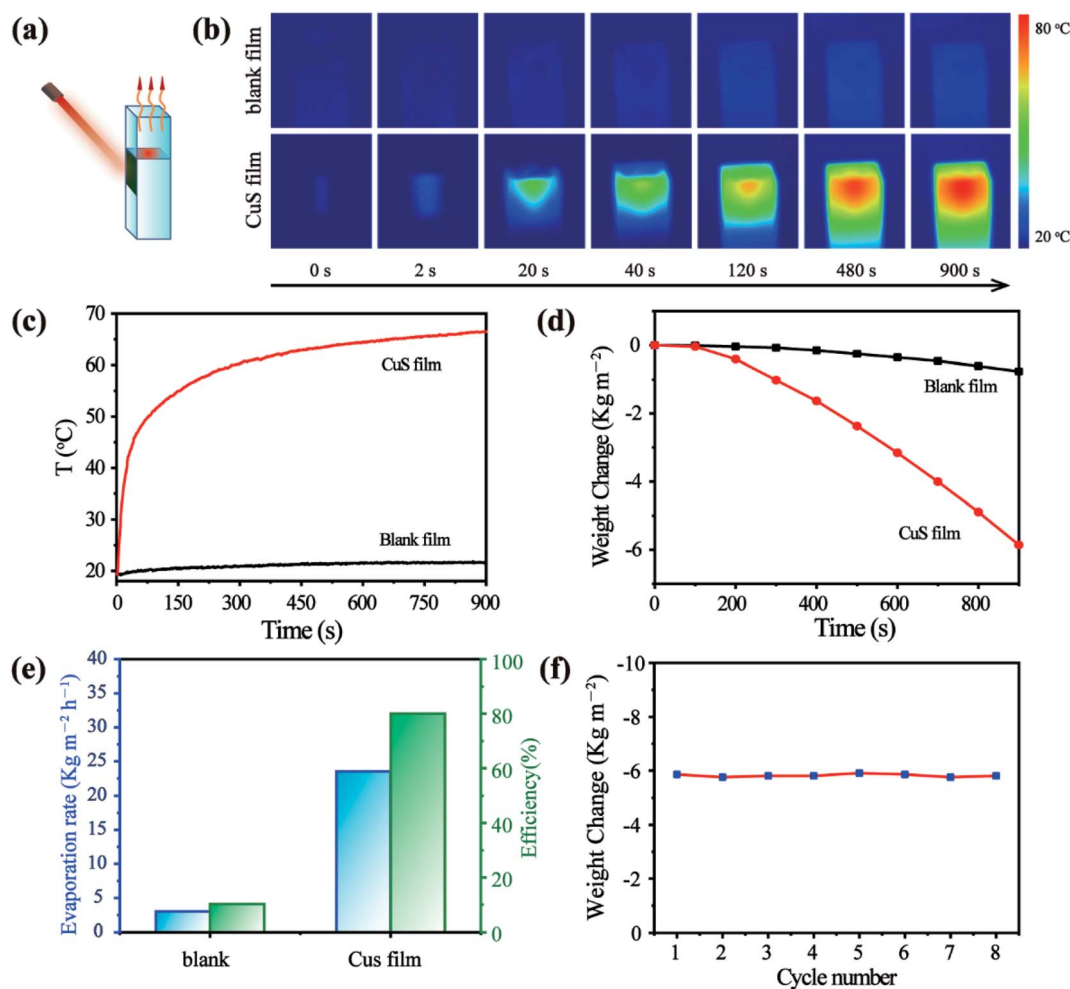 (a)
(b)
blank film
CuS film
80 °C
20 °C
0 s
2 s
20 s
40 s
120 s
480 s
900 s
(c)
70
60
50
40
30
20
T (°C)
CuS film
Blank film
0
150
300
450
600
750
900
Time (s)
(d)
0
-2
-4
-6
Weight Change (Kg m⁻²)
Blank film
CuS film
0
200
400
600
800
Time (s)
(e)
40
35
30
25
20
15
10
5
0
Evaporation rate (Kg m⁻² h⁻¹)
100
80
60
40
20
0
Efficiency(%)
blank
Cus film
(f)
-10
-8
-6
-4
-2
0
Weight Change (Kg m⁻²)
1
2
3
4
5
6
7
8
Cycle number